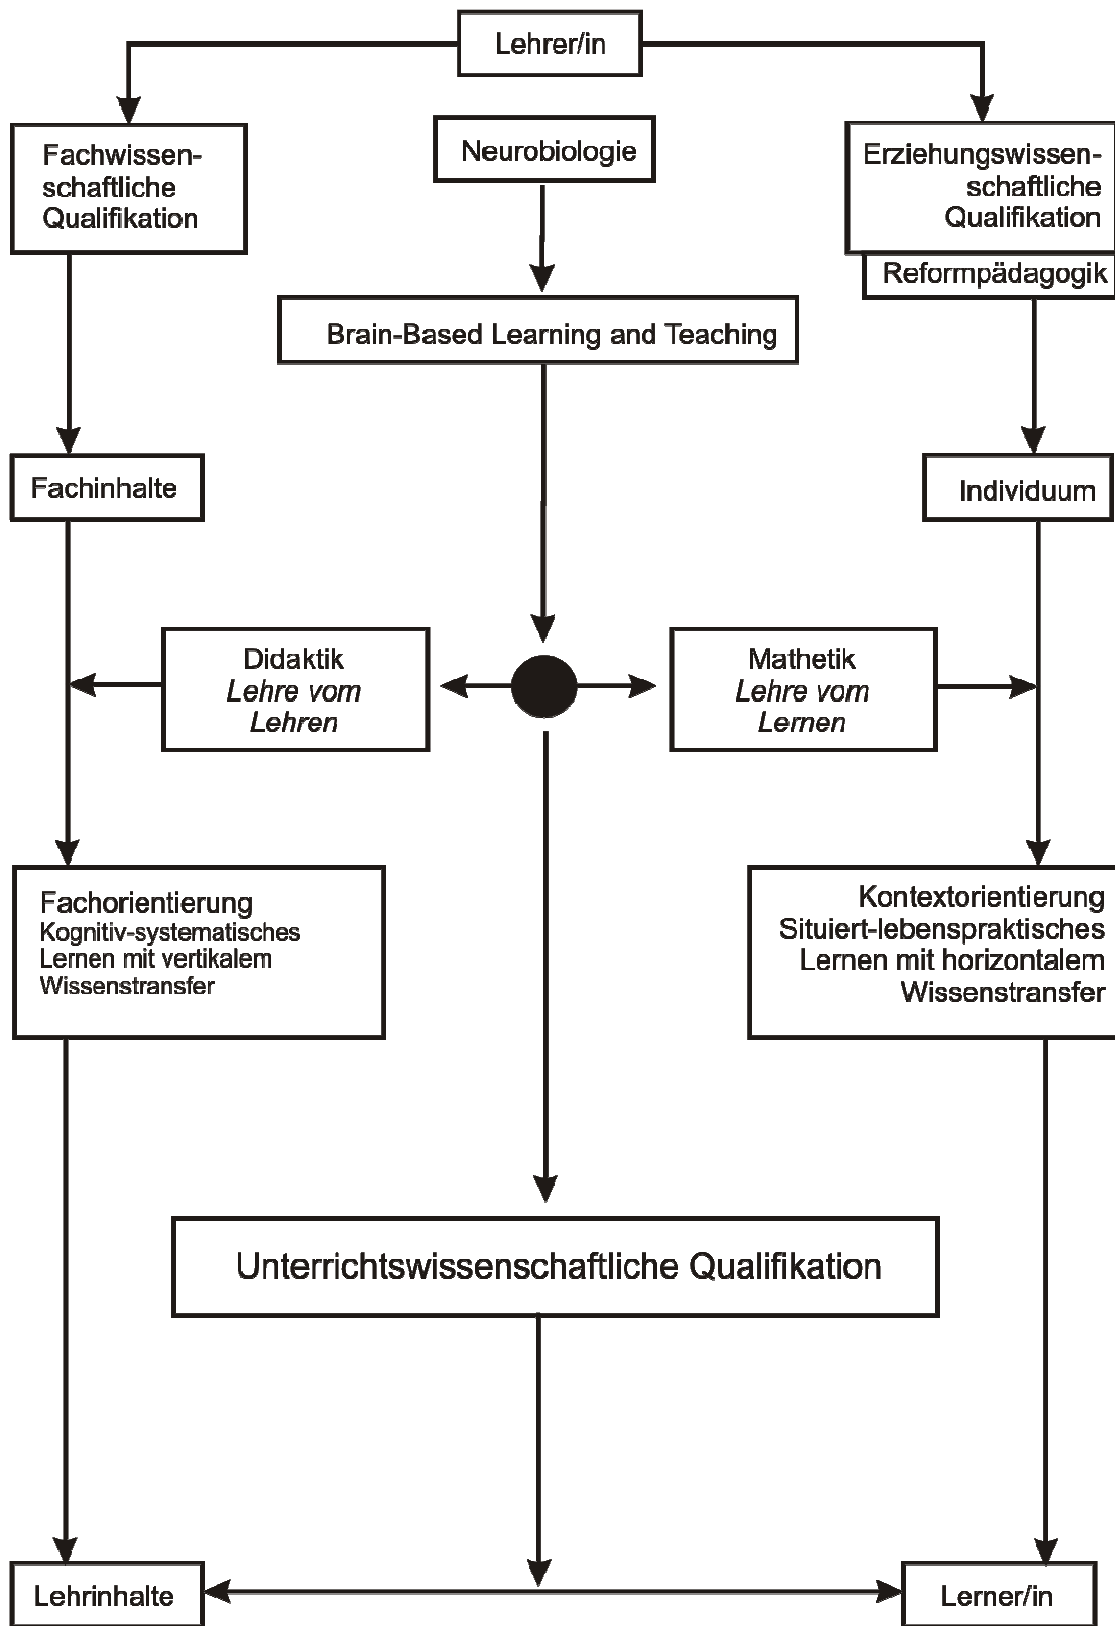 Lehrer/in
Fachwissen-
schaftliche
Qualifikation
Neurobiologie
Erziehungswissen-
schaftliche
Qualifikation
Reformpädagogik
Brain-Based Learning and Teaching
Fachinhalte
Individuum
Didaktik
Lehre vom
Lehren
Mathetik
Lehre vom
Lernen
Fachorientierung
Kognitiv-systematisches
Lernen mit vertikalem
Wissenstransfer
Kontextorientierung
Situiert-lebenspraktisches
Lernen mit horizontalem
Wissenstransfer
Unterrichtswissenschaftliche Qualifikation
Lehrinhalte
Lerner/in